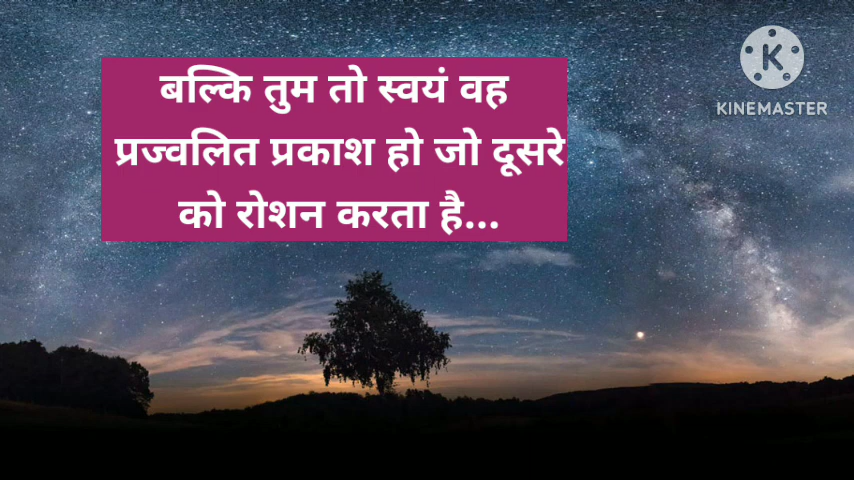 बल्कि तुम तो स्वयं वह
प्रज्वलित प्रकाश हो जो दूसरे
को रोशन करता है...
K
KINEMASTER